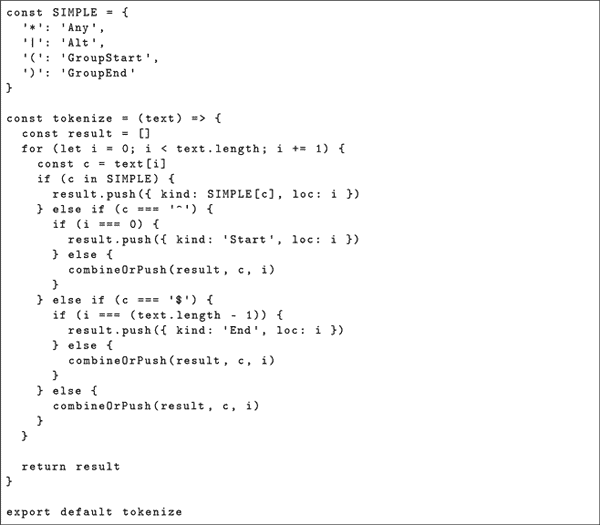 const SIMPLE = {
  '*': 'Any',
  '|': 'Alt',
  '(': 'GroupStart',
  ')': 'GroupEnd'
}

const tokenize = (text) => {
  const result = []
  for (let i = 0; i < text.length; i += 1) {
    const c = text[i]
    if (c in SIMPLE) {
      result.push({ kind: SIMPLE[c], loc: i })
    } else if (c === '^') {
      if (i === 0) {
        result.push({ kind: 'Start', loc: i })
      } else {
        combineOrPush(result, c, i)
      }
    } else if (c === '$') {
      if (i === (text.length - 1)) {
        result.push({ kind: 'End', loc: i })
      } else {
        combineOrPush(result, c, i)
      }
    } else {
      combineOrPush(result, c, i)
    }
  }

  return result
}

export default tokenize